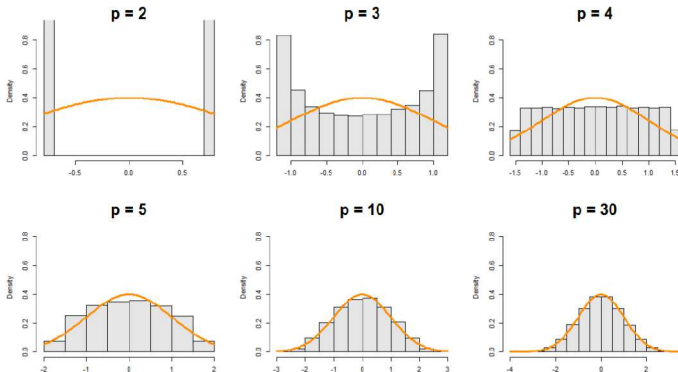 p = 2
p = 3
p = 4
Density
0.0 0.2 0.4 0.6 0.8
-0.5 0.0 0.5
Density
0.0 0.2 0.4 0.6 0.8
-1.0 -0.5 0.0 0.5 1.0
Density
0.0 0.2 0.4 0.6 0.8
-1.5 -1.0 -0.5 0.0 0.5 1.0 1.5
p = 5
p = 10
p = 30
Density
0.0 0.2 0.4 0.6 0.8
-2 -1 0 1 2
Density
0.0 0.2 0.4 0.6 0.8
-3 -2 -1 0 1 2 3
Density
0.0 0.2 0.4 0.6 0.8
-4 -2 0 2